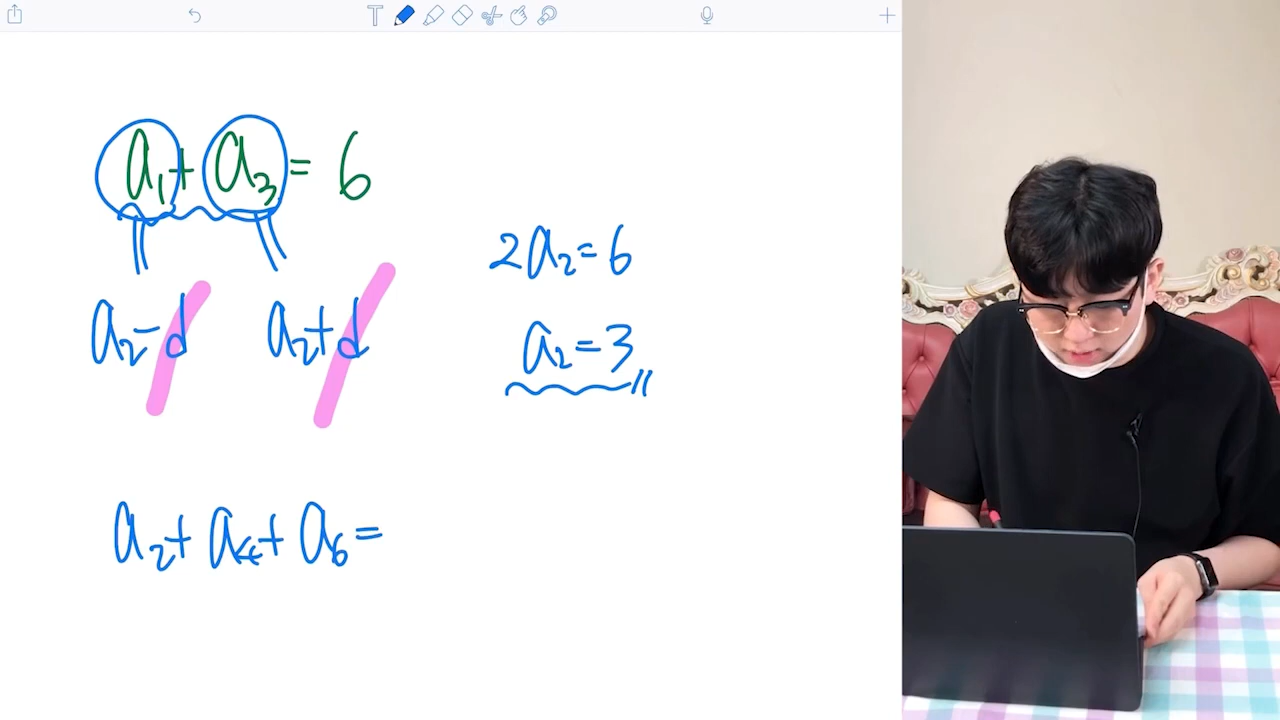 a₁ + a₃ = 6
2a₂ = 6
a₂ - d a₂ + d
a₂ = 3
a₂ + a₄ + a₆ =